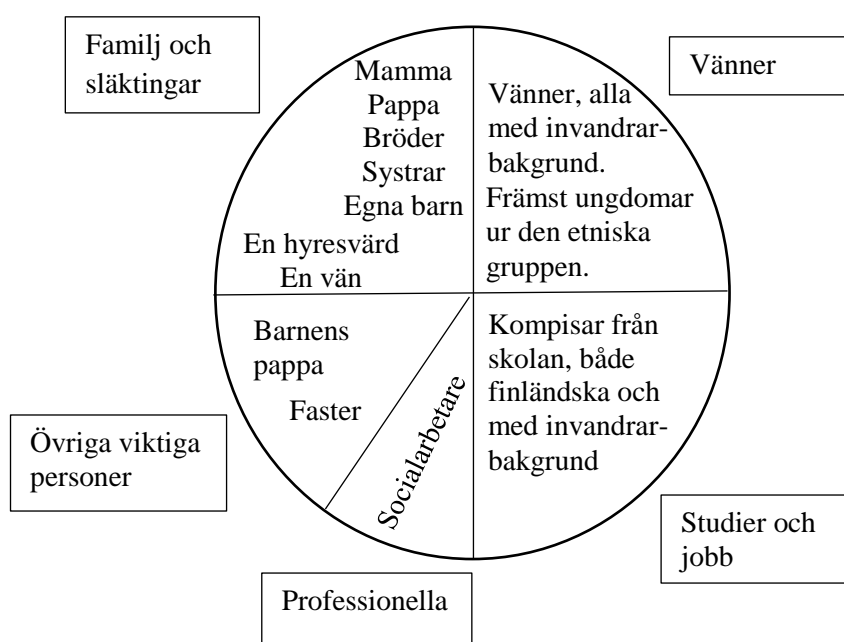 Familj och
släktingar
Mamma
Pappa
Bröder
Systrar
Egna barn
En hyresvärd
En vän
Vänner
Vänner, alla
med invandrar-
bakgrund.
Främst ungdomar
ur den etniska
gruppen.
Övriga viktiga
personer
Barnens
pappa
Faster
Socialarbetare
Professionella
Kompisar från
skolan, både
finländska och
med invandrar-
bakgrund
Studier och
jobb